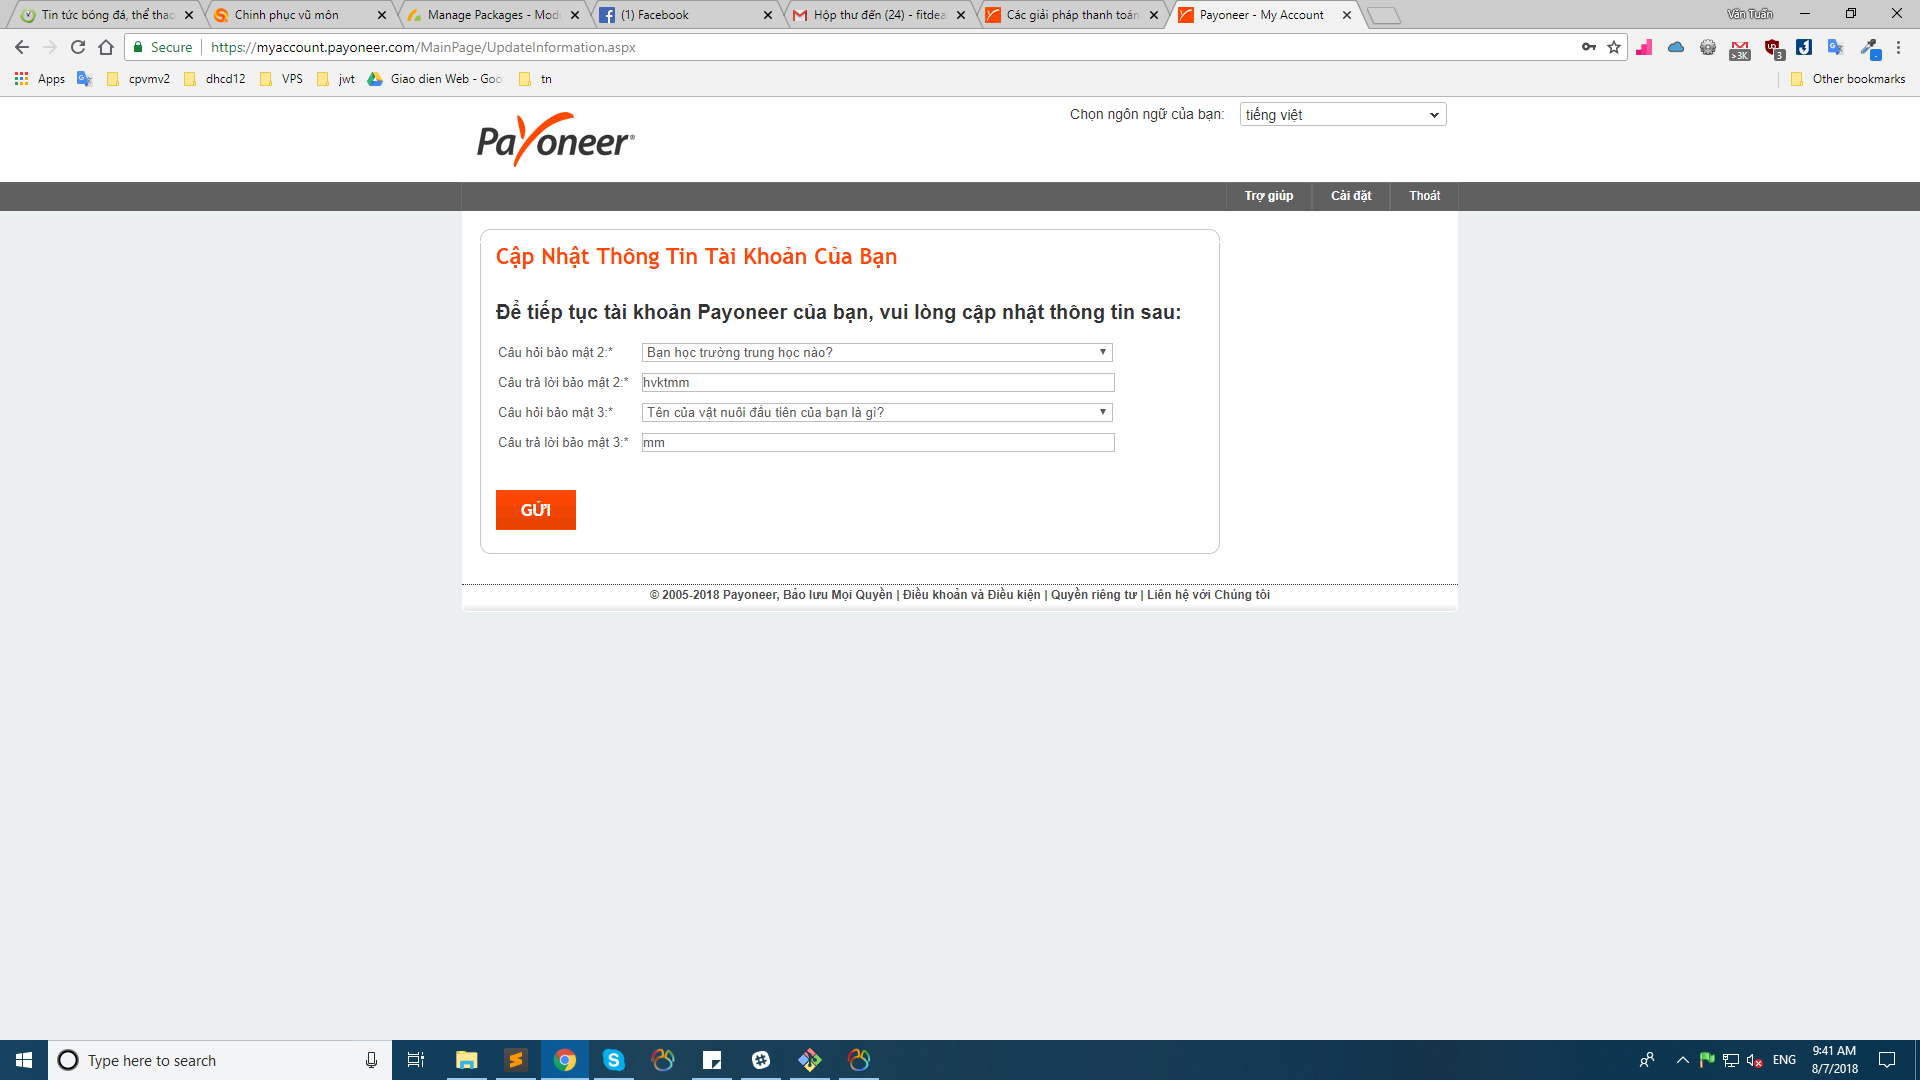 Tin tức bóng đá, thể thao
Chinh phục vũ môn
Manage Packages - Mod
(1) Facebook
Hộp thư đến (24) - fitdea
Các giải pháp thanh toán
Payoneer - My Account
Văn Tuấn
Secure
https://myaccount.payoneer.com/MainPage/UpdateInformation.aspx
>3K
3
Apps
cpvmv2
dhcd12
VPS
jwt
Giao dien Web - Goo
tn
Other bookmarks
Payoneer®
Chọn ngôn ngữ của bạn:
tiếng việt
Trợ giúp
Cài đặt
Thoát
Cập Nhật Thông Tin Tài Khoản Của Bạn
Để tiếp tục tài khoản Payoneer của bạn, vui lòng cập nhật thông tin sau:
Câu hỏi bảo mật 2:* Bạn học trường trung học nào?
Câu trả lời bảo mật 2:* hvktmm
Câu hỏi bảo mật 3:* Tên của vật nuôi đầu tiên của bạn là gì?
Câu trả lời bảo mật 3:* mm
GỬI
© 2005-2018 Payoneer, Bảo lưu Mọi Quyền | Điều khoản và Điều kiện | Quyền riêng tư | Liên hệ với Chúng tôi
Type here to search
ENG
9:41 AM
8/7/2018